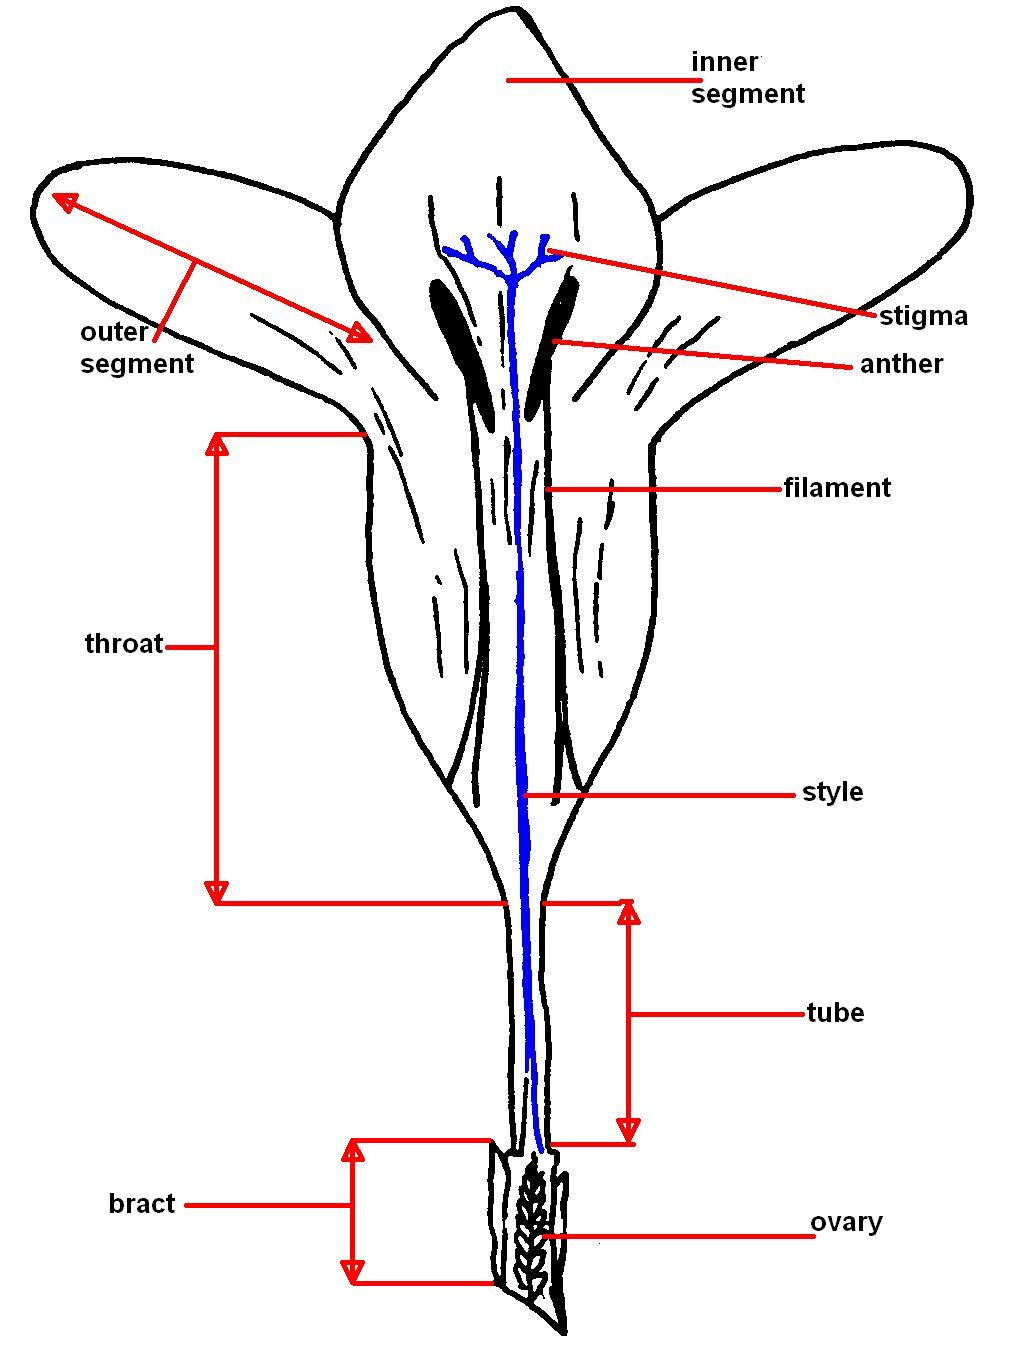 inner
segment
outer
segment
stigma
anther
filament
throat
style
tube
bract
ovary